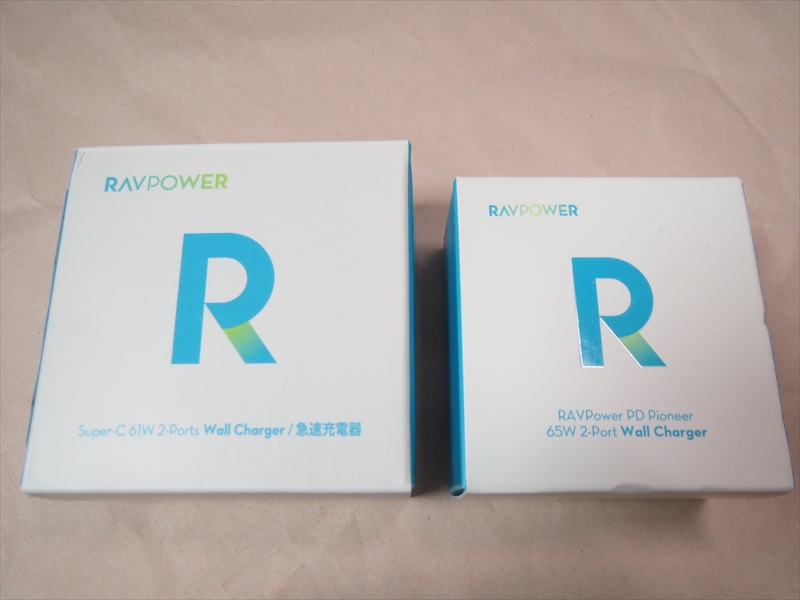 RAVPOWER
R
Super-C 61W 2-Ports Wall Charger / 急速充電器
RAVPOWER
R
RAVPower PD Pioneer
65W 2-Port Wall Charger